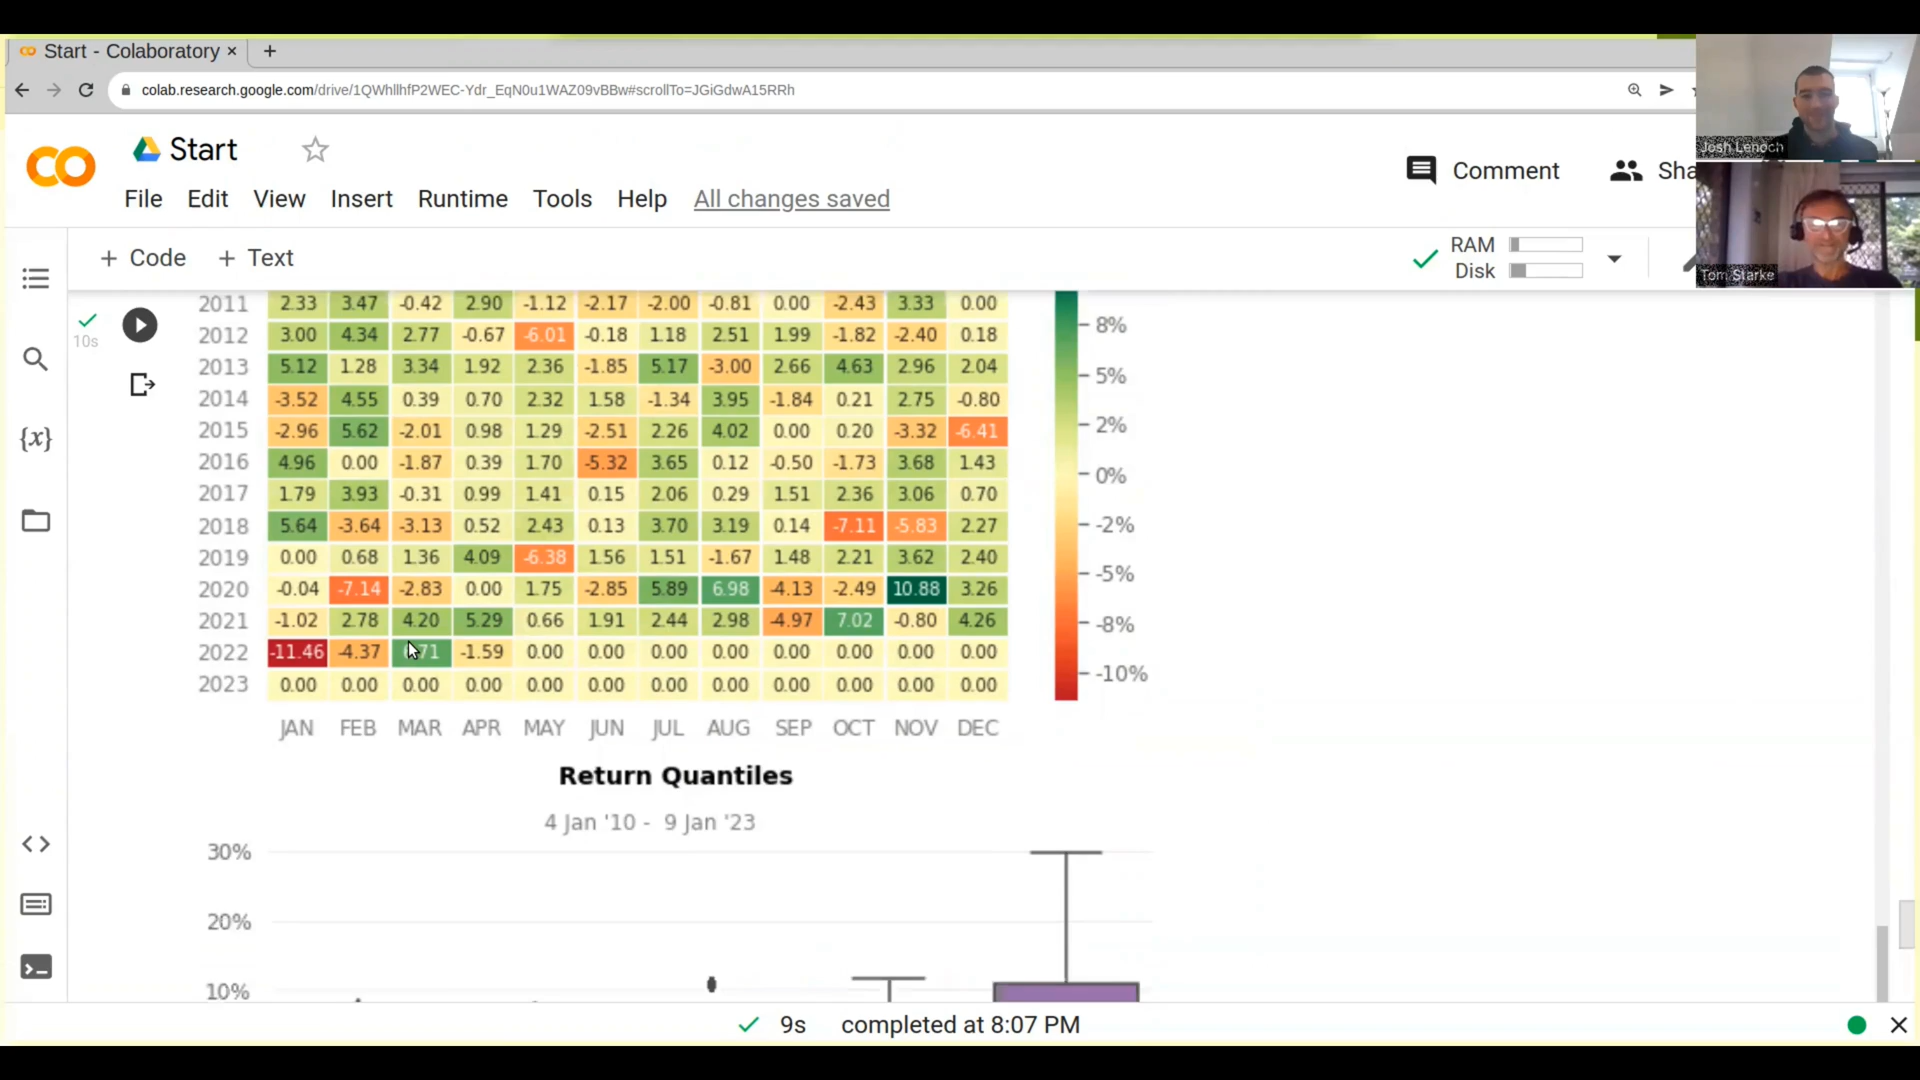 Start - Colaboratory × +
colab.research.google.com/drive/1QWhllhfP2WEC-Ydr_EqN0u1WAZ09vBBw#scrollTo=JGiGdwA15RRh
Josh Lenoch
Start
Comment
File Edit View Insert Runtime Tools Help All changes saved
+ Code + Text
RAM
Disk
Tom Starke
10s
2011 2.33 3.47 -0.42 2.90 -1.12 -2.17 -2.00 -0.81 0.00 -2.43 3.33 0.00
2012 3.00 4.34 2.77 -0.67 -6.01 -0.18 1.18 2.51 1.99 -1.82 -2.40 0.18
2013 5.12 1.28 3.34 1.92 2.36 -1.85 5.17 -3.00 2.66 4.63 2.96 2.04
2014 -3.52 4.55 0.39 0.70 2.32 1.58 -1.34 3.95 -1.84 0.21 2.75 -0.80
2015 -2.96 5.62 -2.01 0.98 1.29 -2.51 2.26 4.02 0.00 0.20 -3.32 -6.41
2016 4.96 0.00 -1.87 0.39 1.70 -5.32 3.65 0.12 -0.50 -1.73 3.68 1.43
2017 1.79 3.93 -0.31 0.99 1.41 0.15 2.06 0.29 1.51 2.36 3.06 0.70
2018 5.64 -3.64 -3.13 0.52 2.43 0.13 3.70 3.19 0.14 -7.11 -5.83 2.27
2019 0.00 0.68 1.36 4.09 -6.38 1.56 1.51 -1.67 1.48 2.21 3.62 2.40
2020 -0.04 -7.14 -2.83 0.00 1.75 -2.85 5.89 6.98 -4.13 -2.49 10.88 3.26
2021 -1.02 2.78 4.20 5.29 0.66 1.91 2.44 2.98 -4.97 7.02 -0.80 4.26
2022 -11.46 -4.37 -1.59 0.00 0.00 0.00 0.00 0.00 0.00 0.00 0.00
2023 0.00 0.00 0.00 0.00 0.00 0.00 0.00 0.00 0.00 0.00 0.00 0.00
JAN FEB MAR APR MAY JUN JUL AUG SEP OCT NOV DEC
8%
5%
2%
0%
-2%
-5%
-8%
-10%
{x}
Return Quantiles
4 Jan '10 - 9 Jan '23
30%
20%
10%
9s completed at 8:07 PM